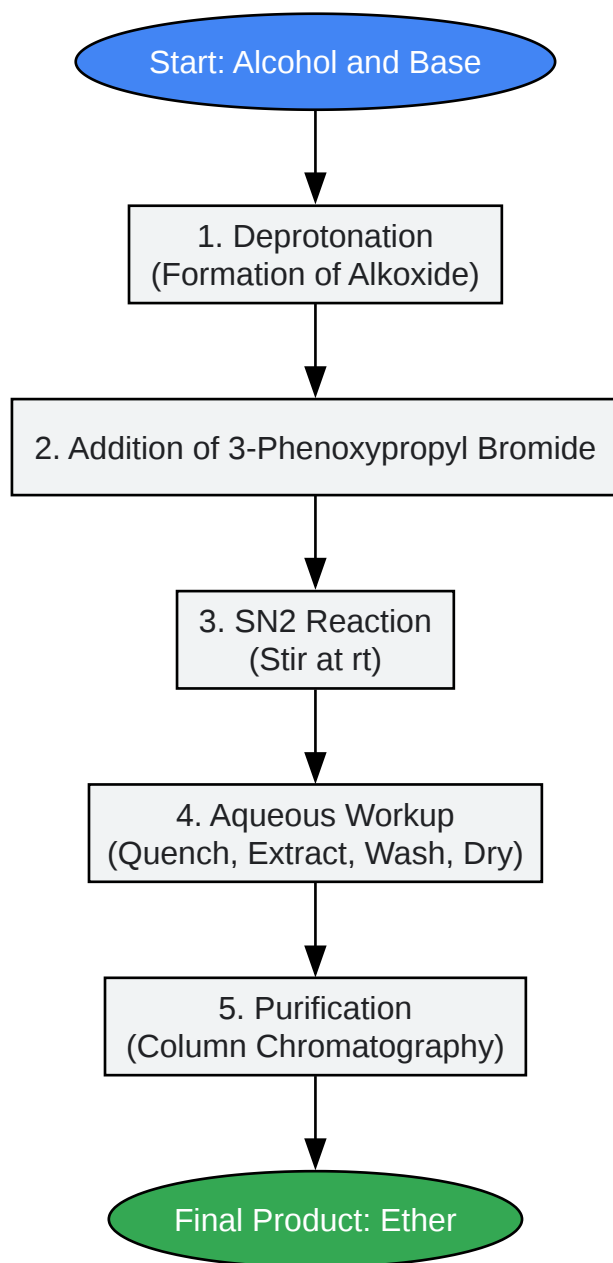 Start: Alcohol and Base
1. Deprotonation
(Formation of Alkoxide)
2. Addition of 3-Phenoxypropyl Bromide
3. SN2 Reaction
(Stir at rt)
4. Aqueous Workup
(Quench, Extract, Wash, Dry)
5. Purification
(Column Chromatography)
Final Product: Ether